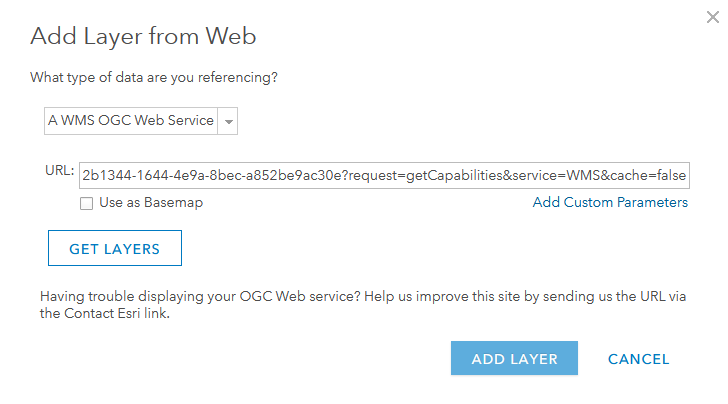 Add Layer from Web
What type of data are you referencing?
A WMS OGC Web Service
URL: 2b1344-1644-4e9a-8bec-a852be9ac30e?request=getCapabilities&service=WMS&cache=false
Use as Basemap Add Custom Parameters
GET LAYERS
Having trouble displaying your OGC Web service? Help us improve this site by sending us the URL via
the Contact Esri link.
ADD LAYER CANCEL